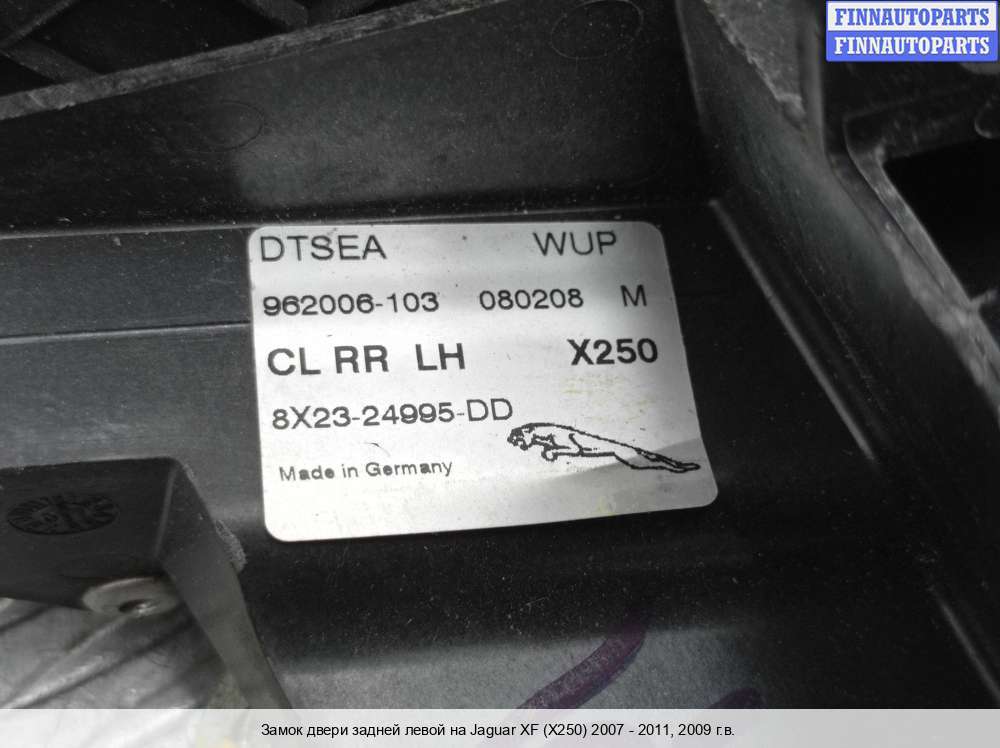 FINNAUTOPARTS
FINNAUTOPARTS
DTSEA WUP
962006-103 080208 M
CL RR LH X250
8X23-24995-DD
Made in Germany
Замок двери задней левой на Jaguar XF (X250) 2007 - 2011, 2009 г.в.